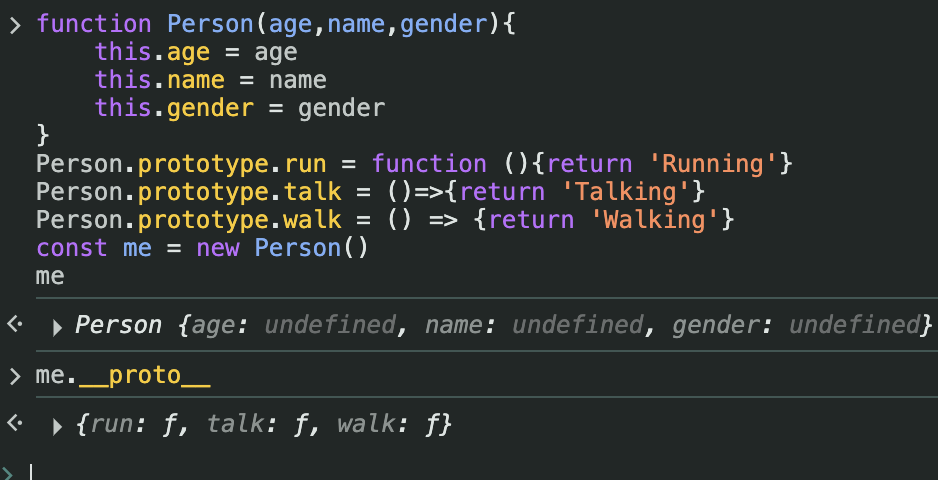 > function Person(age,name,gender){
    this.age = age
    this.name = name
    this.gender = gender
}
Person.prototype.run = function (){return 'Running'}
Person.prototype.talk = ()=>{return 'Talking'}
Person.prototype.walk = () => {return 'Walking'}
const me = new Person()
me
Person {age: undefined, name: undefined, gender: undefined}
> me.__proto__
{run: ƒ, talk: ƒ, walk: ƒ}
>